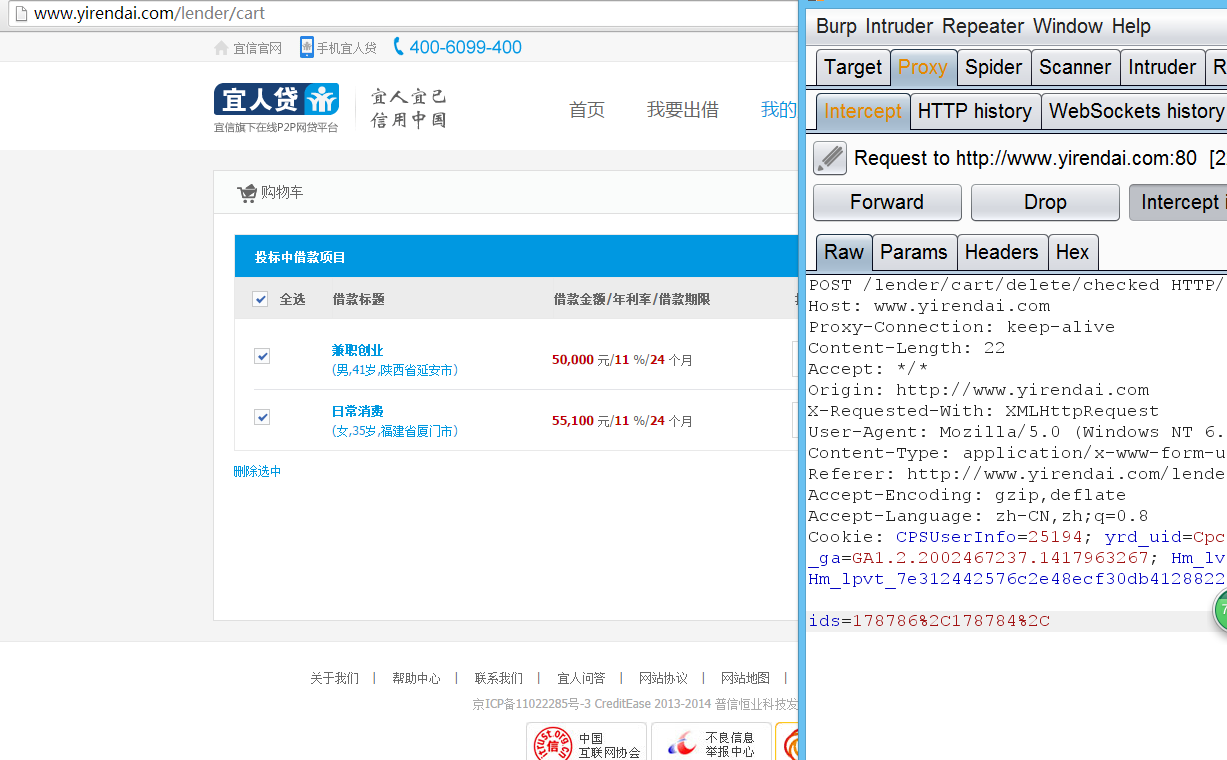 www.yirendai.com/lender/cart
宜信官网 手机宜人贷 400-6099-400
宜人贷
宜信旗下在线P2P网贷平台
宜人宜己
信用中国
首页 我要出借 我的
购物车
投标中借款项目
全选 借款标题 借款金额/年利率/借款期限
兼职创业
(男,41岁,陕西省延安市)
50,000 元/11 %/24 个月
日常消费
(女,35岁,福建省厦门市)
55,100 元/11 %/24 个月
删除选中
关于我们 | 帮助中心 | 联系我们 | 宜人问答 | 网站协议 | 网站地图 |
京ICP备11022285号-3 CreditEase 2013-2014 普信恒业科技发
trust.org.cn
信
中国
互联网协会
不良信息
举报中心
Burp Intruder Repeater Window Help
Target Proxy Spider Scanner Intruder R
Intercept HTTP history WebSockets history
Request to http://www.yirendai.com:80 [2
Forward Drop Intercept i
Raw Params Headers Hex
POST /lender/cart/delete/checked HTTP/
Host: www.yirendai.com
Proxy-Connection: keep-alive
Content-Length: 22
Accept: */*
Origin: http://www.yirendai.com
X-Requested-With: XMLHttpRequest
User-Agent: Mozilla/5.0 (Windows NT 6.
Content-Type: application/x-www-form-u
Referer: http://www.yirendai.com/lende
Accept-Encoding: gzip,deflate
Accept-Language: zh-CN,zh;q=0.8
Cookie: CPSUserInfo=25194; yrd_uid=Cpc
_ga=GA1.2.2002467237.1417963267; Hm_lv
Hm_lpvt_7e312442576c2e48ecf30db4128822
7
ids=178786%2C178784%2C